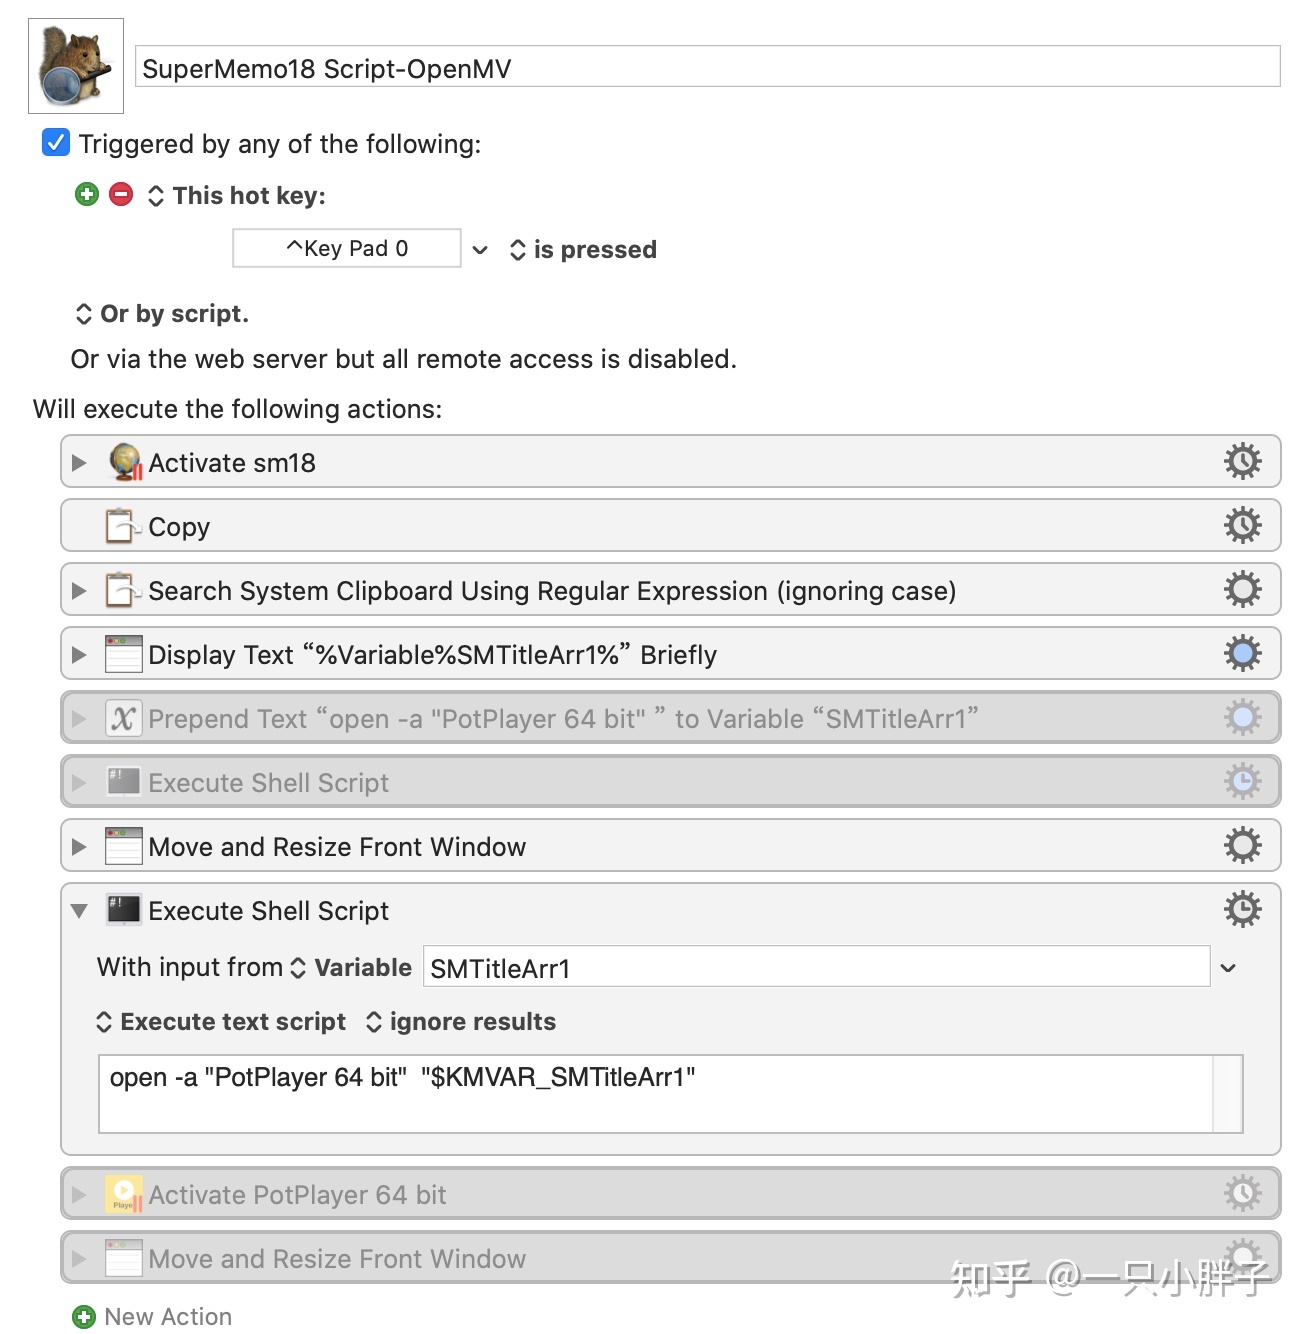 SuperMemo18 Script-OpenMV
Triggered by any of the following:
This hot key:
^Key Pad 0
is pressed
Or by script.
Or via the web server but all remote access is disabled.
Will execute the following actions:
Activate sm18
Copy
Search System Clipboard Using Regular Expression (ignoring case)
Display Text “%Variable%SMTitleArr1%” Briefly
Prepend Text “open -a "PotPlayer 64 bit" ” to Variable “SMTitleArr1”
#!
Execute Shell Script
Move and Resize Front Window
#!
Execute Shell Script
With input from Variable SMTitleArr1
Execute text script ignore results
open -a "PotPlayer 64 bit"  "$KMVAR_SMTitleArr1"
Player
Activate PotPlayer 64 bit
Move and Resize Front Window
知乎 @一只小胖子
New Action